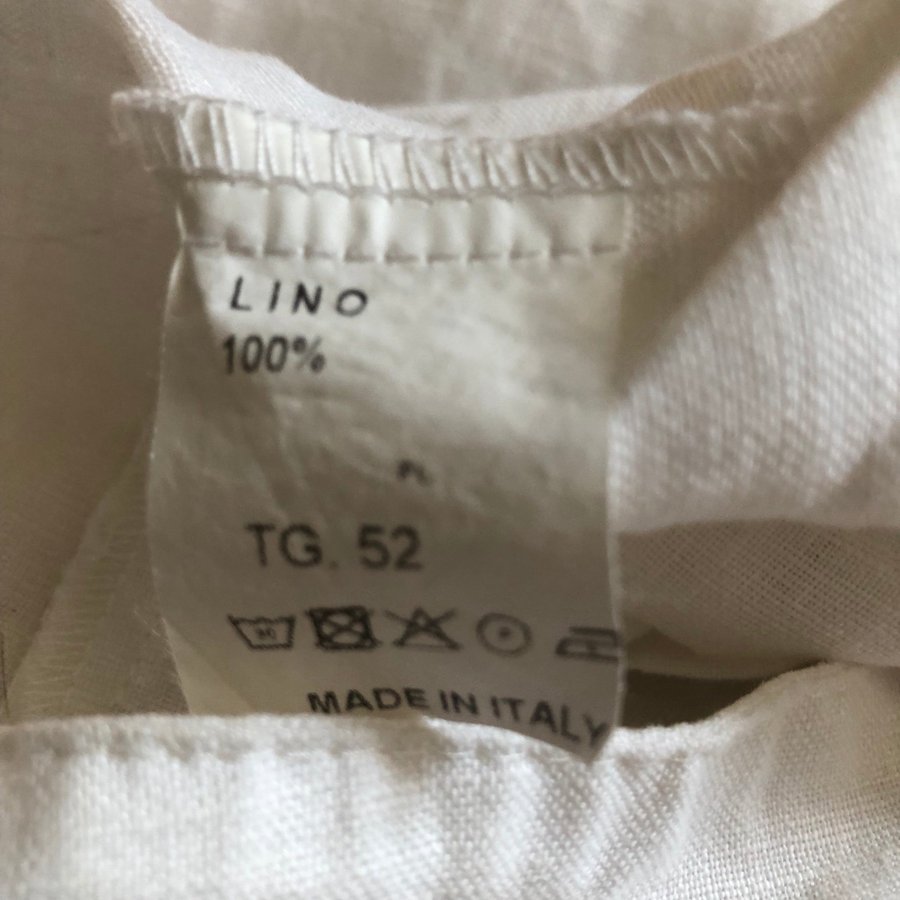 LINO
100%
TG. 52
MADE IN ITALY